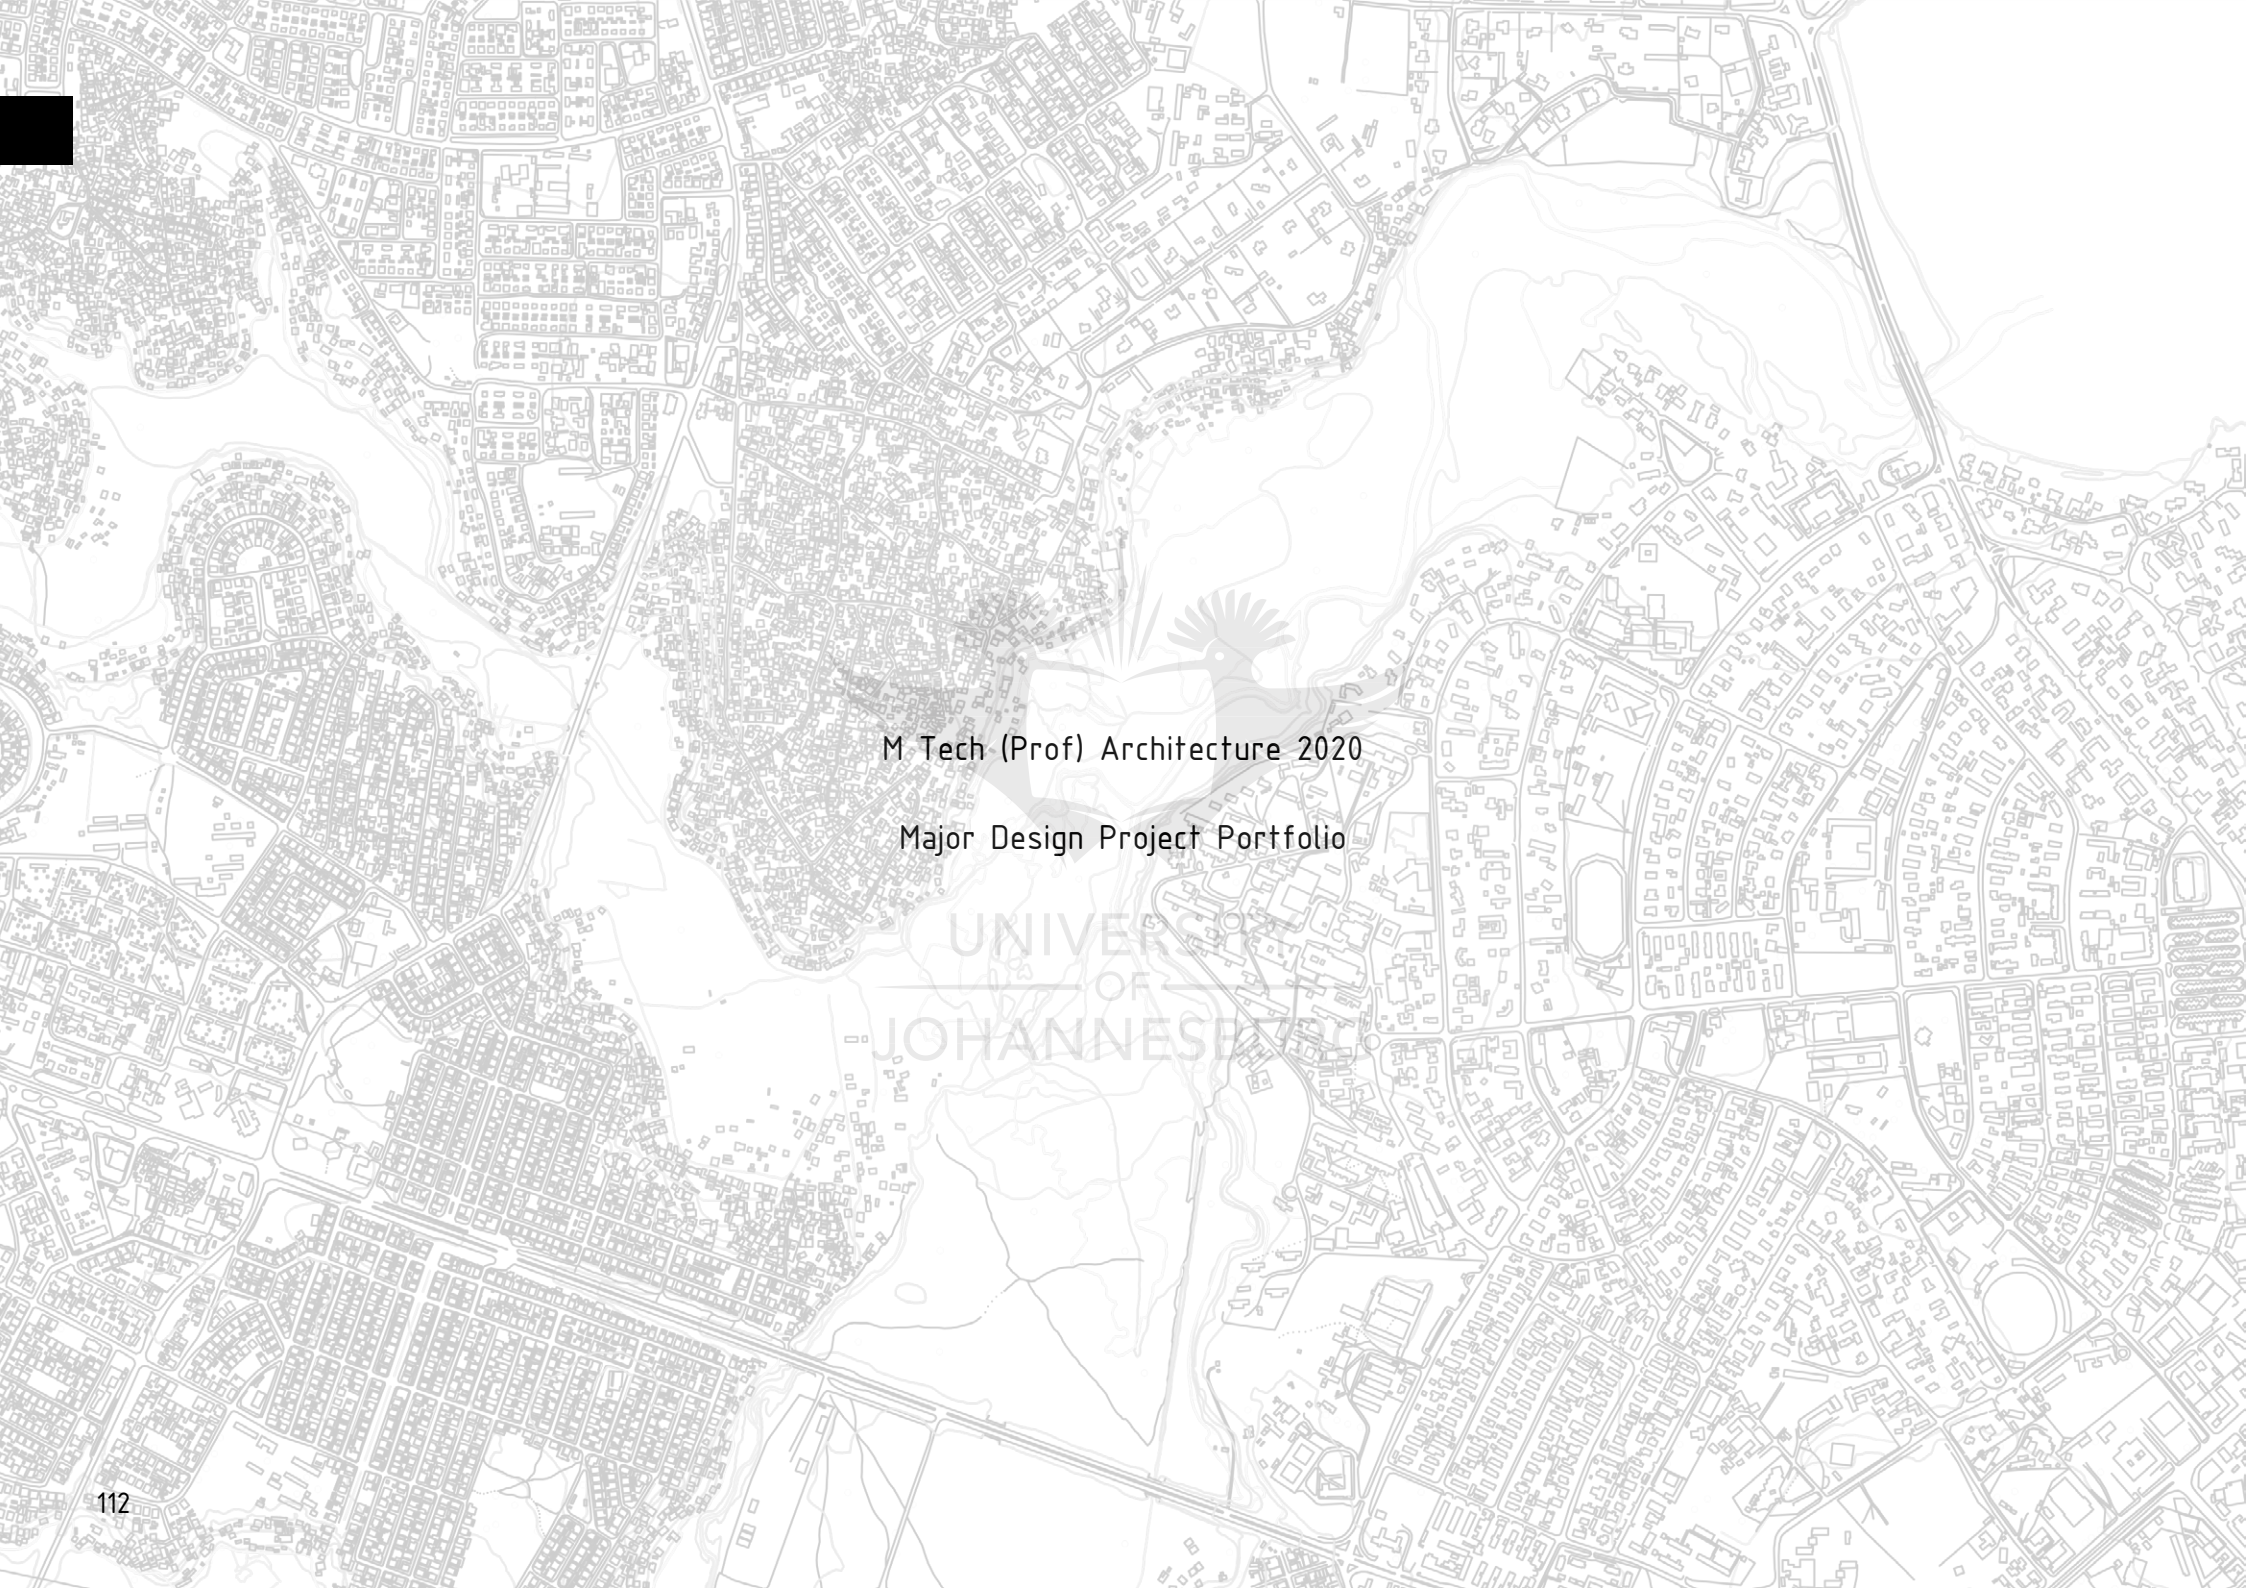 M Tech (Prof) Architecture 2020
Major Design Project Portfolio
UNIVERSITY
OF
JOHANNESBURG
112